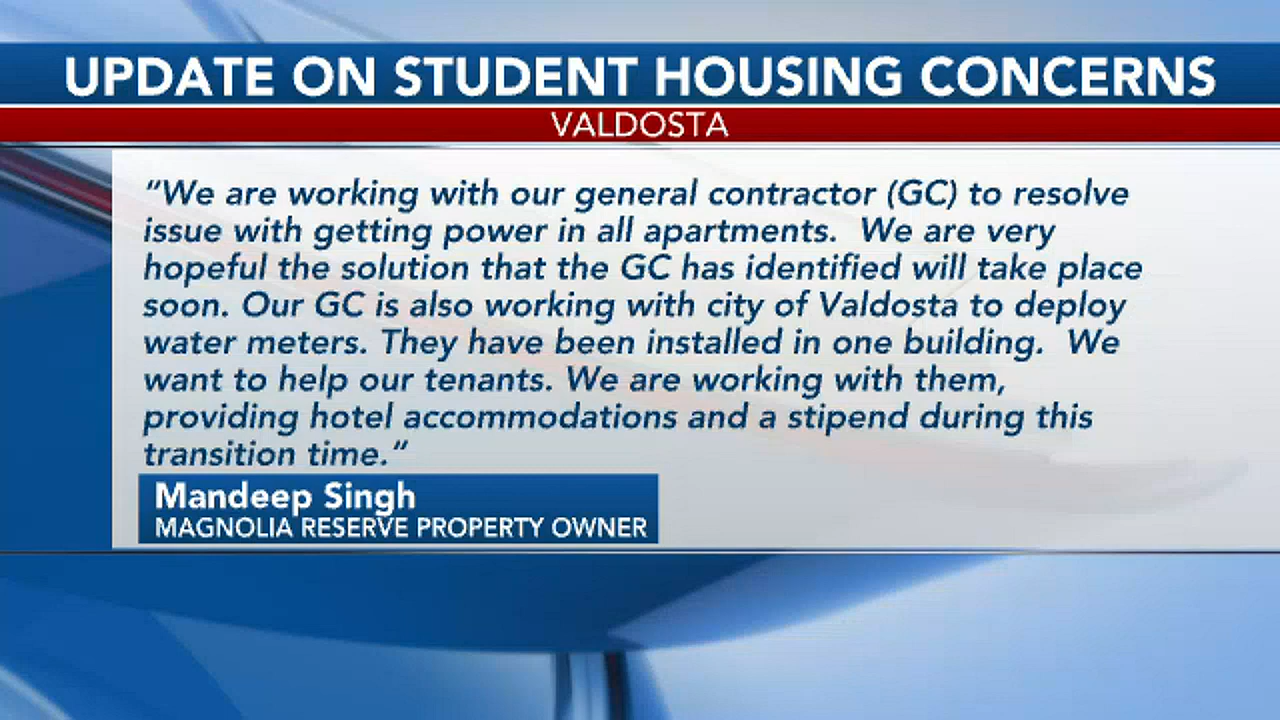 UPDATE ON STUDENT HOUSING CONCERNS
VALDOSTA
“We are working with our general contractor (GC) to resolve
issue with getting power in all apartments.  We are very
hopeful the solution that the GC has identified will take place
soon. Our GC is also working with city of Valdosta to deploy
water meters. They have been installed in one building.  We
want to help our tenants. We are working with them,
providing hotel accommodations and a stipend during this
transition time.“
Mandeep Singh
MAGNOLIA RESERVE PROPERTY OWNER